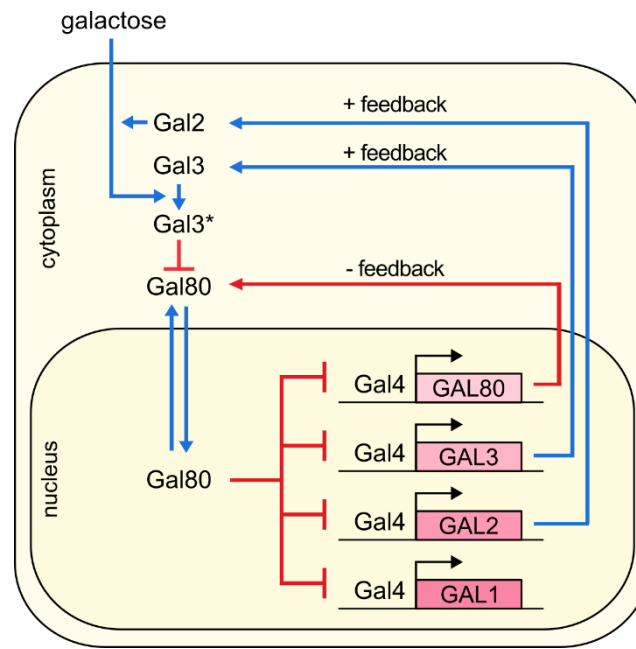 galactose
cytoplasm
+ feedback
Gal2
+ feedback
Gal3
Gal3*
- feedback
Gal80
nucleus
Gal4 GAL80
Gal4 GAL3
Gal80
Gal4 GAL2
Gal4 GAL1